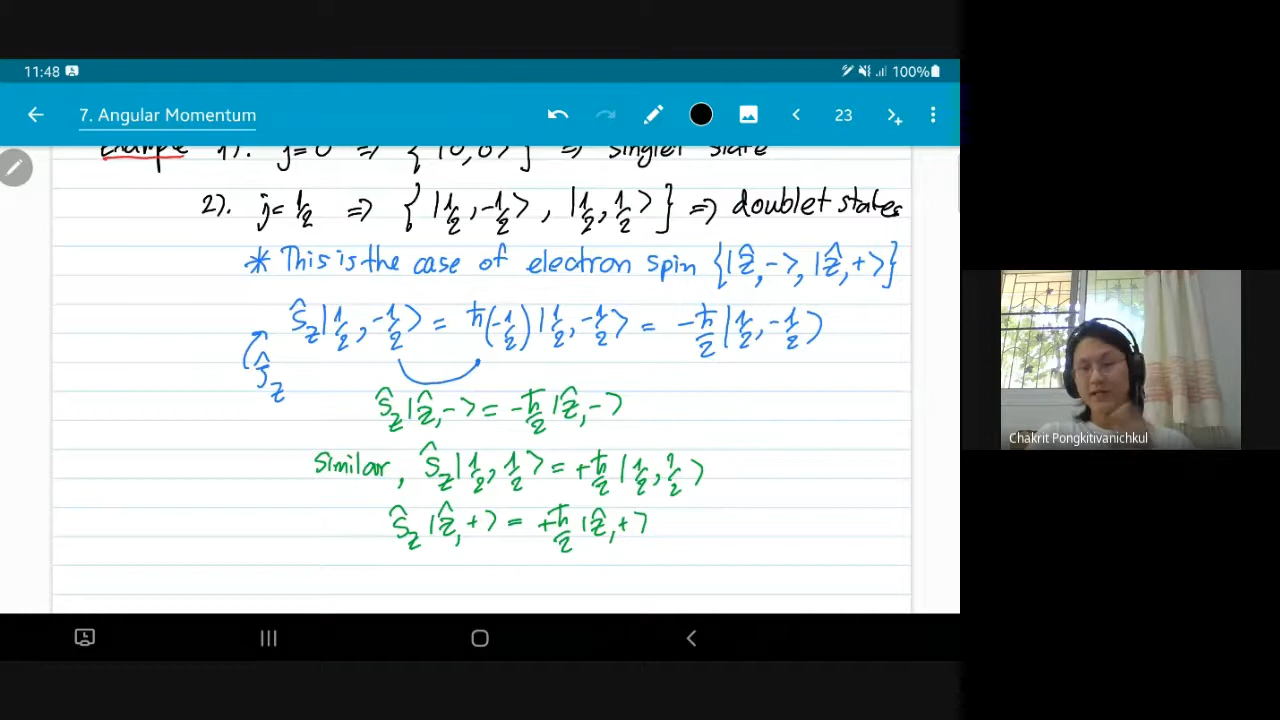 11:48 100%
7. Angular Momentum 23
Example 1). j=0 ⇒ { |0,0⟩ } ⇒ singlet state
2). j=1/2 ⇒ { |1/2,-1/2⟩ , |1/2,1/2⟩ } ⇒ doublet states
* This is the case of electron spin { |ẑ,-⟩, |ẑ,+⟩ }
Ŝz|1/2,-1/2⟩ = ħ(-1/2)|1/2,-1/2⟩ = -ħ/2|1/2,-1/2⟩
Ĵz
Ŝz|ẑ,-⟩ = -ħ/2|ẑ,-⟩
Similar, Ŝz|1/2,1/2⟩ = +ħ/2|1/2,1/2⟩
Ŝz|ẑ,+⟩ = +ħ/2|ẑ,+⟩
Chakrit Pongkitivanichkul